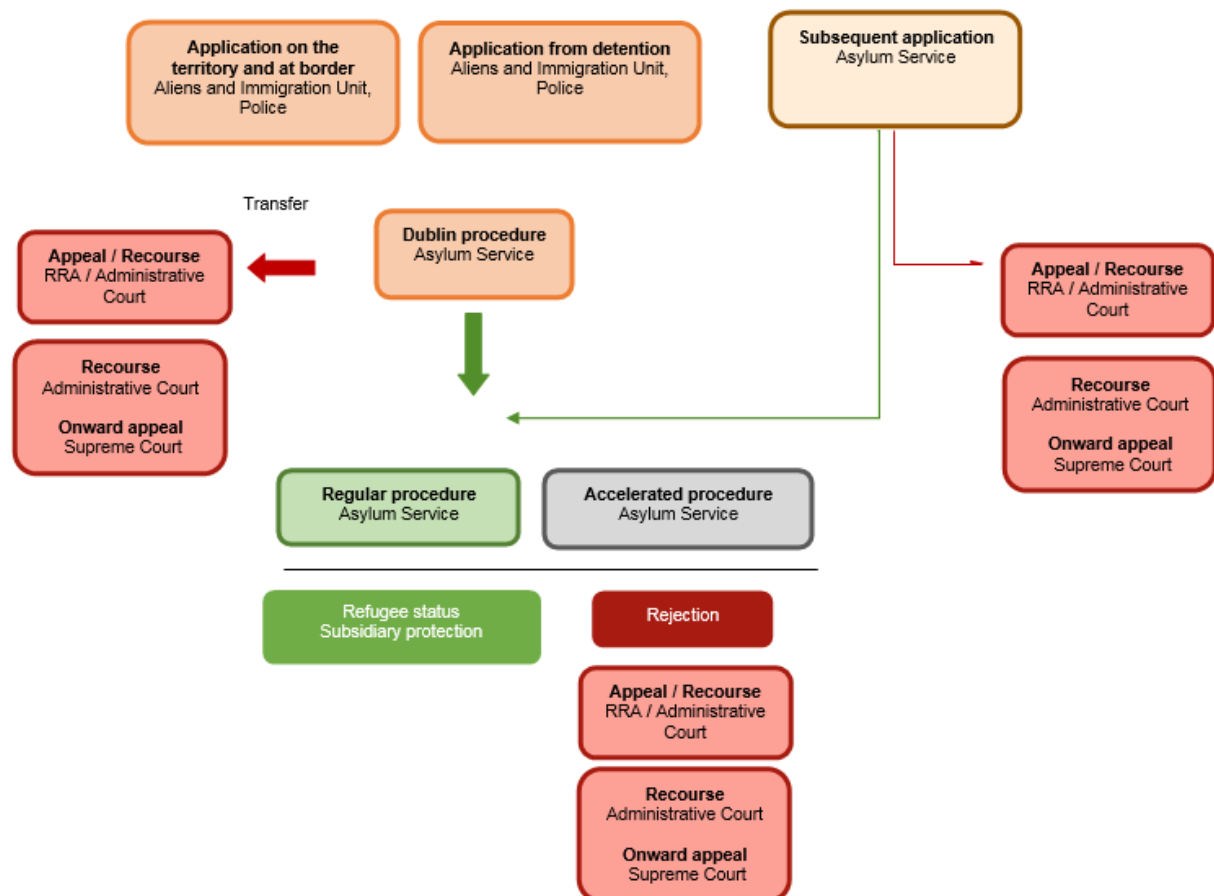 Application on the
territory and at border
Aliens and Immigration Unit,
Police
Application from detention
Aliens and Immigration Unit,
Police
Subsequent application
Asylum Service
Transfer
Dublin procedure
Asylum Service
Appeal / Recourse
RRA / Administrative
Court
Recourse
Administrative Court
Onward appeal
Supreme Court
Appeal / Recourse
RRA / Administrative
Court
Recourse
Administrative Court
Onward appeal
Supreme Court
Regular procedure
Asylum Service
Accelerated procedure
Asylum Service
Refugee status
Subsidiary protection
Rejection
Appeal / Recourse
RRA / Administrative
Court
Recourse
Administrative Court
Onward appeal
Supreme Court